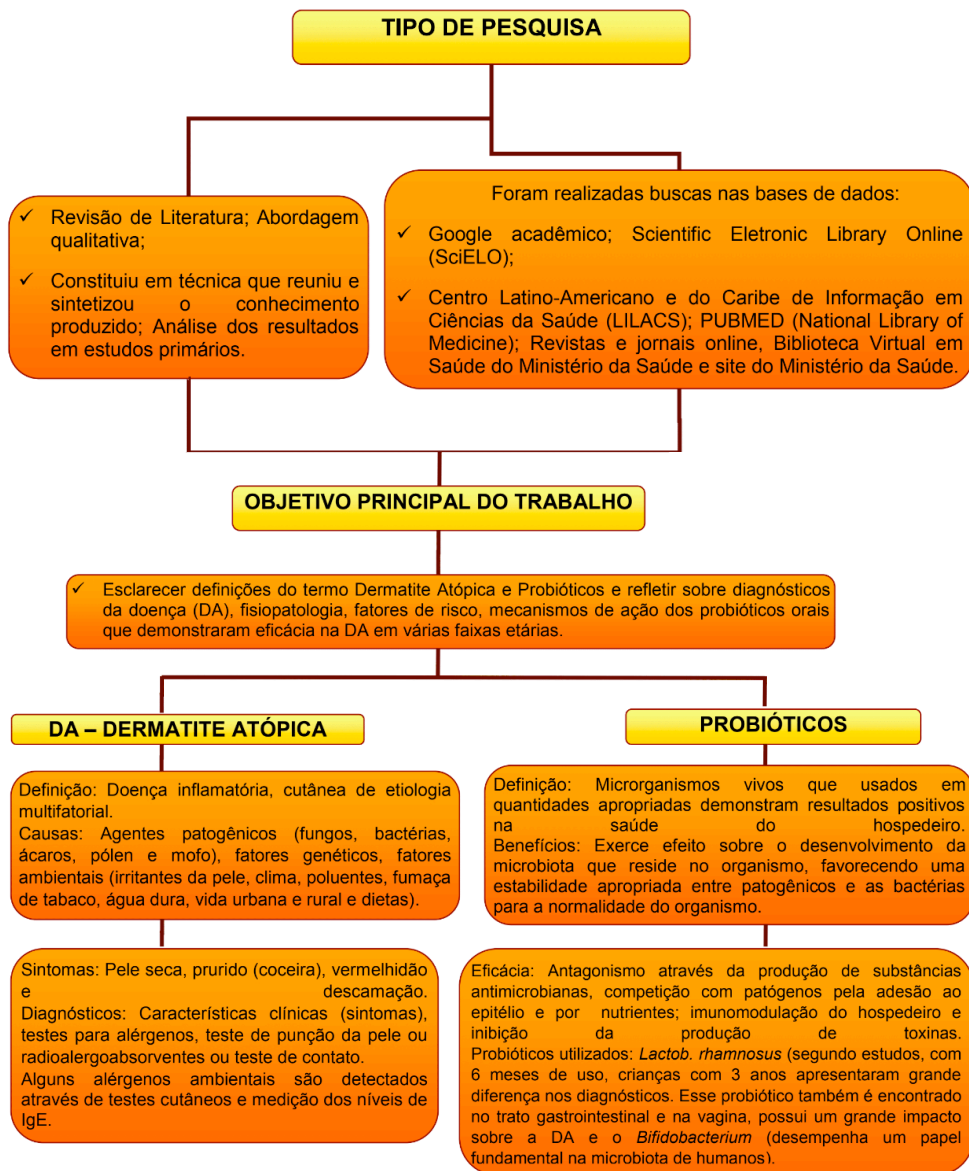 TIPO DE PESQUISA
✓ Revisão de Literatura; Abordagem
qualitativa;
✓ Constituiu em técnica que reuniu e
sintetizou o conhecimento
produzido; Análise dos resultados
em estudos primários.
Foram realizadas buscas nas bases de dados:
✓ Google acadêmico; Scientific Eletronic Library Online
(SciELO);
✓ Centro Latino-Americano e do Caribe de Informação em
Ciências da Saúde (LILACS); PUBMED (National Library of
Medicine); Revistas e jornais online, Biblioteca Virtual em
Saúde do Ministério da Saúde e site do Ministério da Saúde.
OBJETIVO PRINCIPAL DO TRABALHO
✓ Esclarecer definições do termo Dermatite Atópica e Probióticos e refletir sobre diagnósticos
da doença (DA), fisiopatologia, fatores de risco, mecanismos de ação dos probióticos orais
que demonstraram eficácia na DA em várias faixas etárias.
DA – DERMATITE ATÓPICA
Definição: Doença inflamatória, cutânea de etiologia
multifatorial.
Causas: Agentes patogênicos (fungos, bactérias,
ácaros, pólen e mofo), fatores genéticos, fatores
ambientais (irritantes da pele, clima, poluentes, fumaça
de tabaco, água dura, vida urbana e rural e dietas).
Sintomas: Pele seca, prurido (coceira), vermelhidão
e descamação.
Diagnósticos: Características clínicas (sintomas),
testes para alérgenos, teste de punção da pele ou
radioalergoabsorventes ou teste de contato.
Alguns alérgenos ambientais são detectados
através de testes cutâneos e medição dos níveis de
IgE.
PROBIÓTICOS
Definição: Microrganismos vivos que usados em
quantidades apropriadas demonstram resultados positivos
na saúde do hospedeiro.
Benefícios: Exerce efeito sobre o desenvolvimento da
microbiota que reside no organismo, favorecendo uma
estabilidade apropriada entre patogênicos e as bactérias
para a normalidade do organismo.
Eficácia: Antagonismo através da produção de substâncias
antimicrobianas, competição com patógenos pela adesão ao
epitélio e por nutrientes; imunomodulação do hospedeiro e
inibição da produção de toxinas.
Probióticos utilizados: Lactob. rhamnosus (segundo estudos, com
6 meses de uso, crianças com 3 anos apresentaram grande
diferença nos diagnósticos. Esse probiótico também é encontrado
no trato gastrointestinal e na vagina, possui um grande impacto
sobre a DA e o Bifidobacterium (desempenha um papel
fundamental na microbiota de humanos).